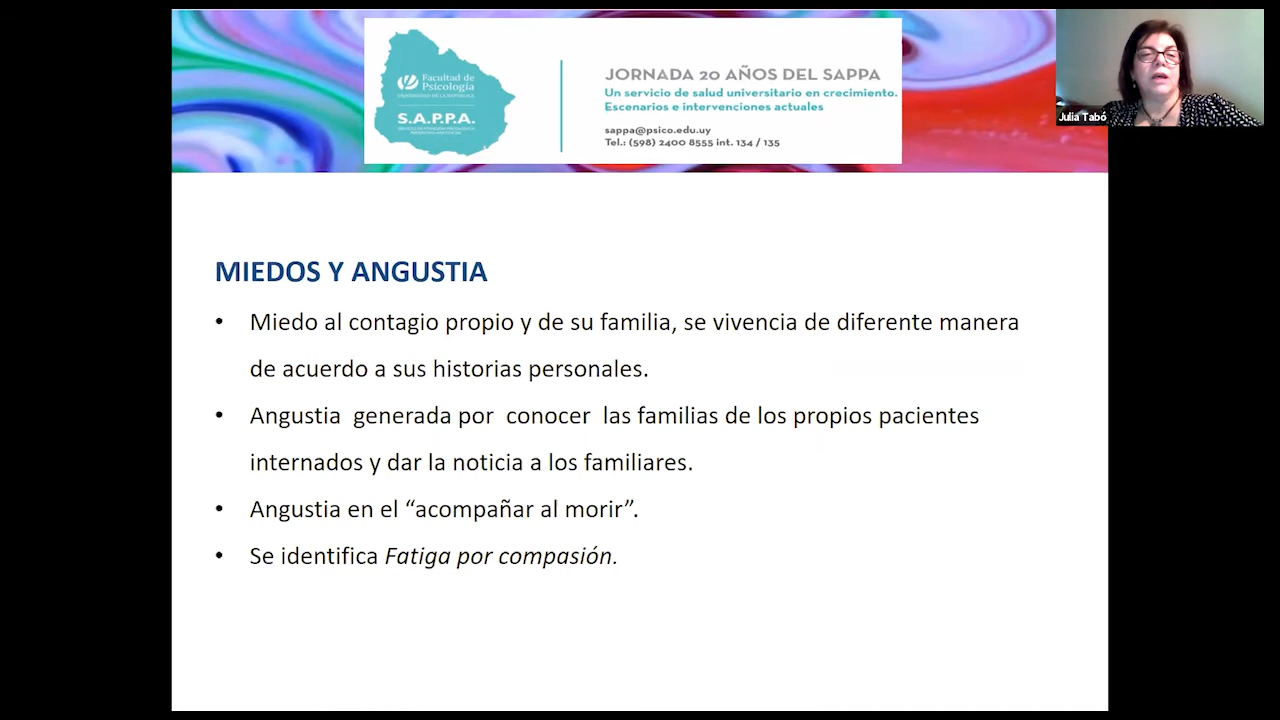 Facultad de
Psicología
UNIVERSIDAD DE LA REPÚBLICA
S.A.P.P.A.
JORNADA 20 AÑOS DEL SAPPA
Un servicio de salud universitario en crecimiento.
Escenarios e intervenciones actuales
sappa@psico.edu.uy
Tel.: (598) 2400 8555 int. 134 / 135
Julia Tabó
MIEDOS Y ANGUSTIA
• Miedo al contagio propio y de su familia, se vivencia de diferente manera
de acuerdo a sus historias personales.
• Angustia generada por conocer las familias de los propios pacientes
internados y dar la noticia a los familiares.
• Angustia en el “acompañar al morir”.
• Se identifica Fatiga por compasión.